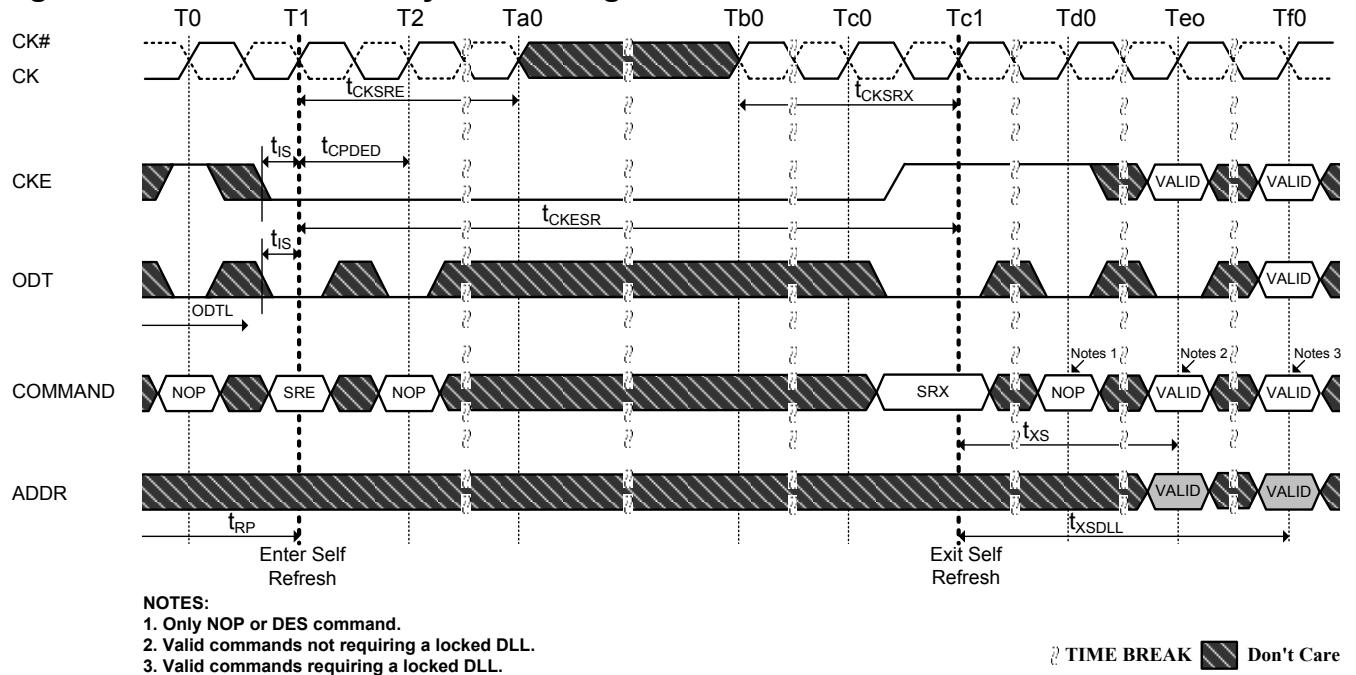 T0 T1 T2 Ta0 Tb0 Tc0 Tc1 Td0 Teo Tf0
CK#
CK
tCKSRE tCKSRX
tIS tCPDED
CKE VALID VALID
tCKESR
tIS
ODT VALID
ODTL
Notes 1 Notes 2 Notes 3
COMMAND NOP SRE NOP SRX NOP VALID VALID
tXS
ADDR VALID VALID
tRP tXSDLL
Enter Self Exit Self
Refresh Refresh
NOTES:
1. Only NOP or DES command.
2. Valid commands not requiring a locked DLL.
3. Valid commands requiring a locked DLL.
TIME BREAK Don't Care